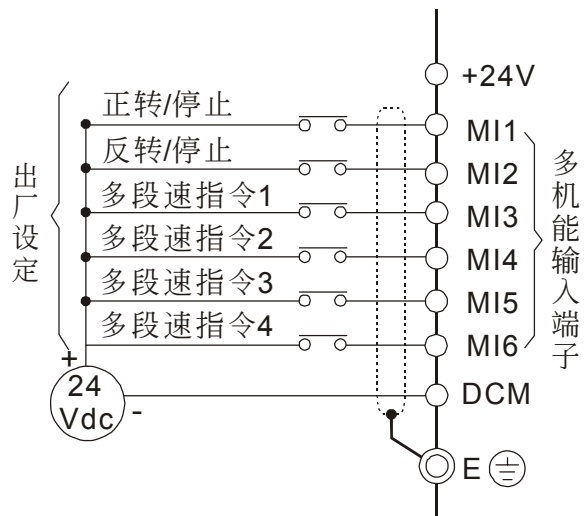 +24V
正转/停止
MI1
反转/停止
MI2
多段速指令1
MI3
多段速指令2
MI4
多段速指令3
MI5
多段速指令4
MI6
出厂设定
多机能输入端子
+
24
Vdc
-
DCM
E